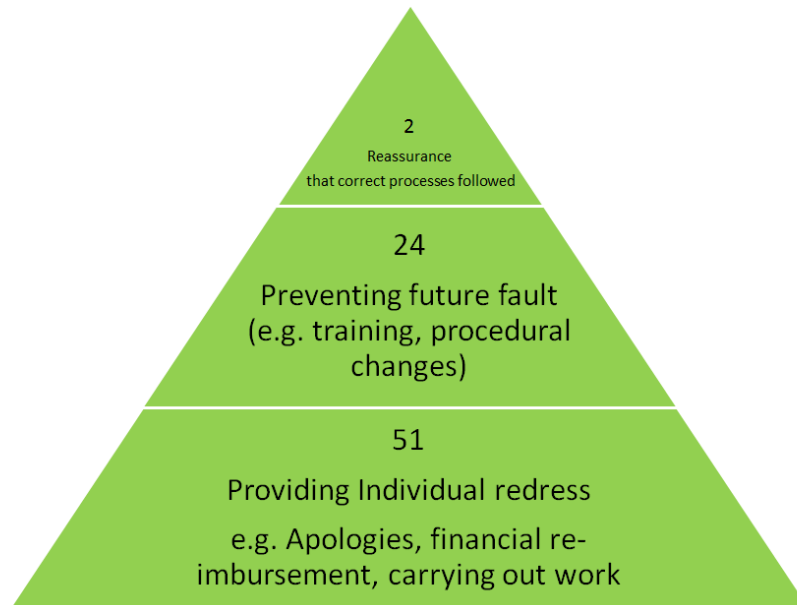 2
Reassurance
that correct processes followed
24
Preventing future fault
(e.g. training, procedural
changes)
51
Providing Individual redress
e.g. Apologies, financial re-
imbursement, carrying out work